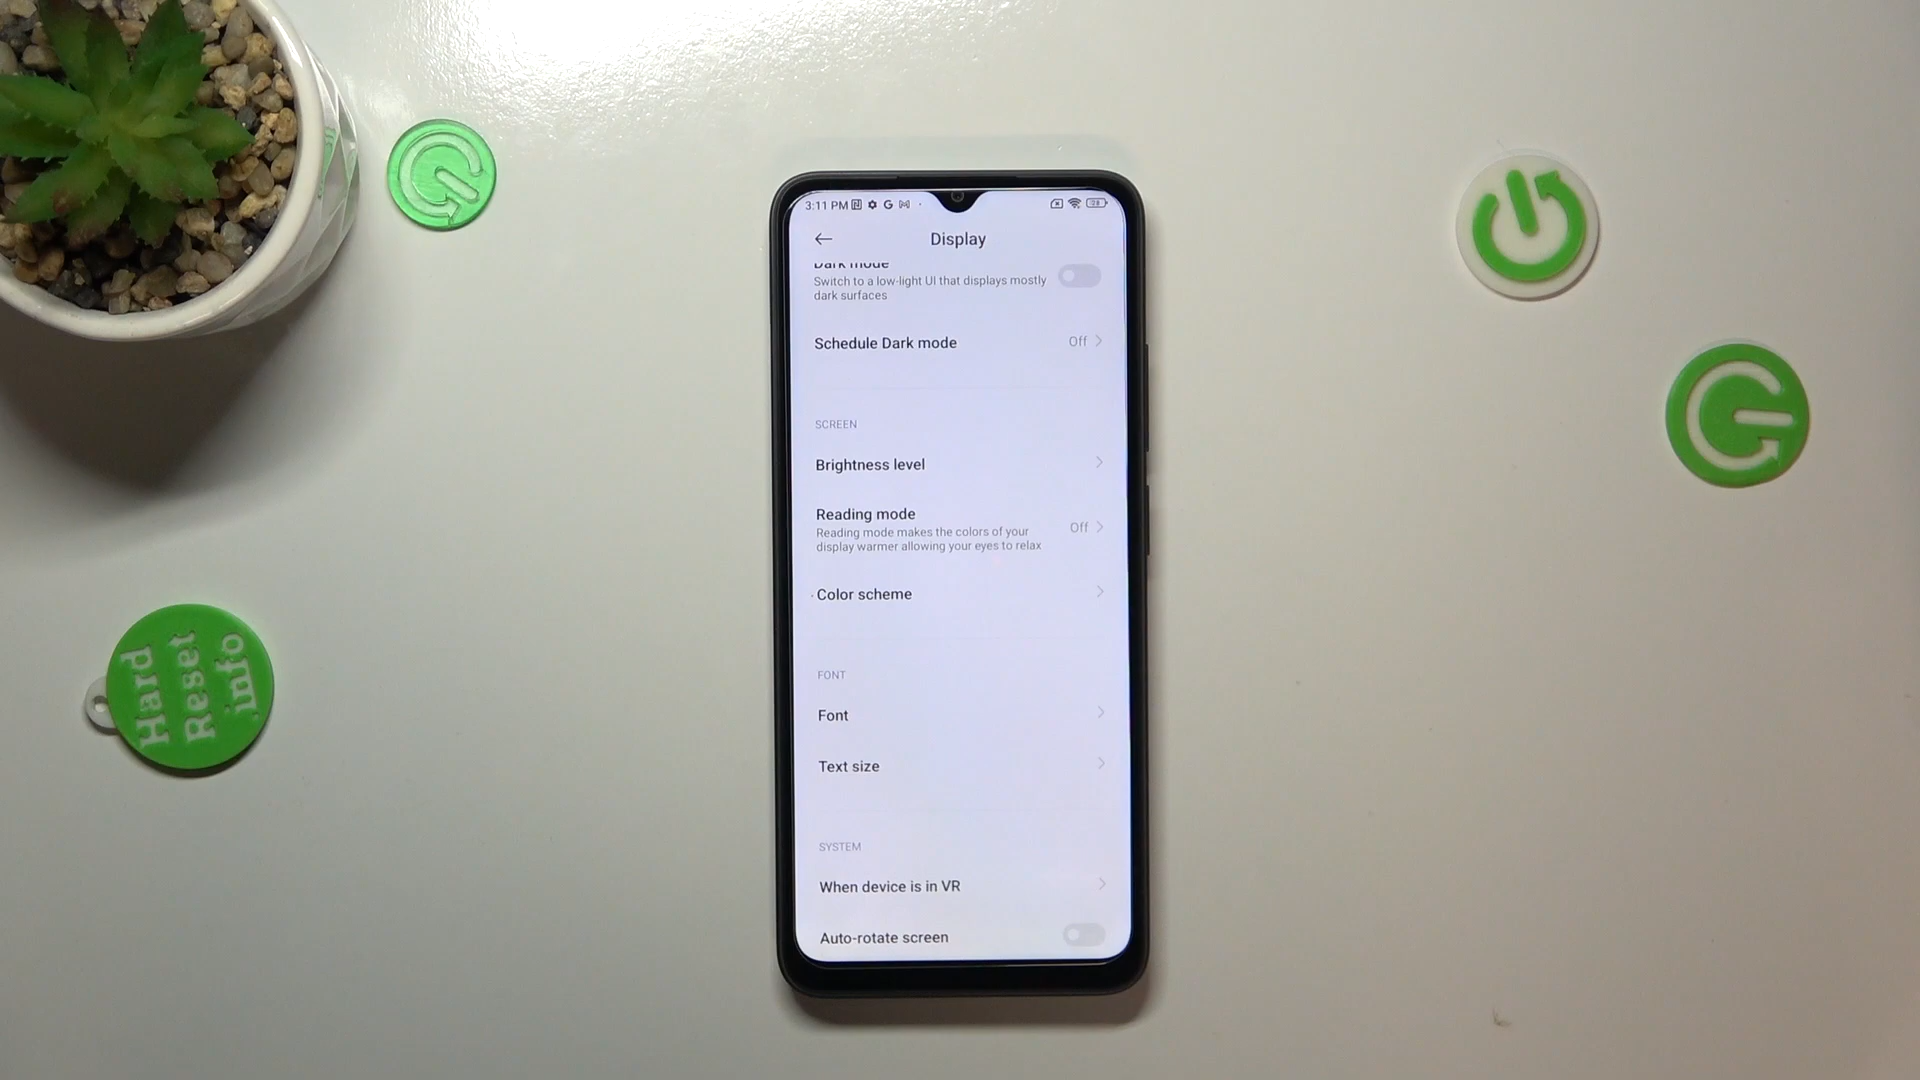 3:11 PM
Display
Dark mode
Switch to a low-light UI that displays mostly
dark surfaces
Schedule Dark mode
Off
SCREEN
Brightness level
Reading mode
Reading mode makes the colors of your
display warmer allowing your eyes to relax
Off
Color scheme
FONT
Font
Text size
SYSTEM
When device is in VR
Auto-rotate screen
Hard
Reset
.info